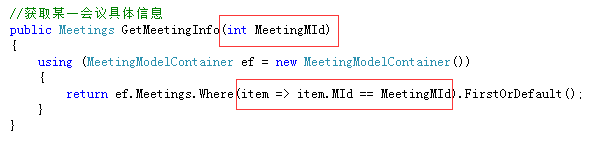 //获取某一会议具体信息
public Meetings GetMeetingInfo(int MeetingMId)
{
using (MeetingModelContainer ef = new MeetingModelContainer())
{
return ef.Meetings.Where(item => item.MId == MeetingMId).FirstOrDefault();
}
}